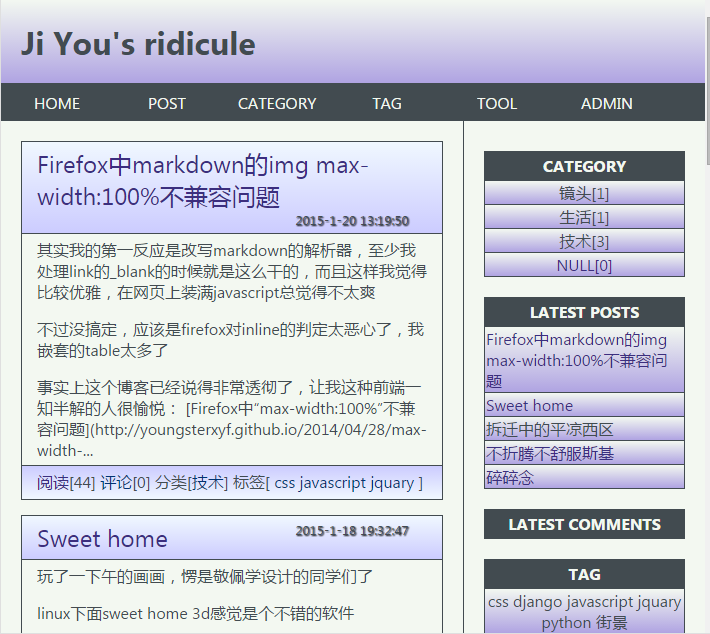 Ji You's ridicule
HOME POST CATEGORY TAG TOOL ADMIN
Firefox中markdown的img max-
width:100%不兼容问题
2015-1-20 13:19:50
其实我的第一反应是改写markdown的解析器，至少我
处理link的_blank的时候就是这么干的，而且这样我觉得
比较优雅，在网页上装满javascript总觉得不太爽
不过没搞定，应该是firefox对inline的判定太恶心了，我
嵌套的table太多了
事实上这个博客已经说得非常透彻了，让我这种前端一
知半解的人很愉悦： [Firefox中“max-width:100%”不兼
容问题](http://youngsterxyf.github.io/2014/04/28/max-
width-...
阅读[44] 评论[0] 分类[技术] 标签[ css javascript jquary ]
Sweet home
2015-1-18 19:32:47
玩了一下午的画画，愣是敬佩学设计的同学们了
linux下面sweet home 3d感觉是个不错的软件
CATEGORY
镜头[1]
生活[1]
技术[3]
NULL[0]
LATEST POSTS
Firefox中markdown的img
max-width:100%不兼容问
题
Sweet home
拆迁中的平凉西区
不折腾不舒服斯基
碎碎念
LATEST COMMENTS
TAG
css django javascript jquary
python 街景